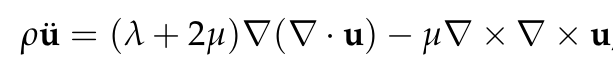 ρü = (λ + 2μ)∇(∇ · u) − μ∇ × ∇ × u,